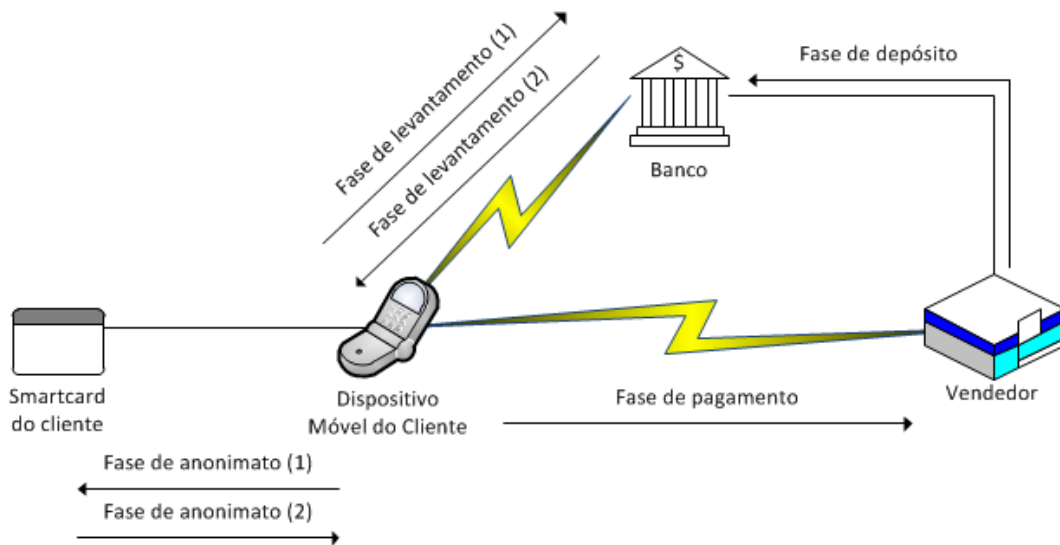 Fase de levantamento (1)
Fase de levantamento (2)
$
Banco
Fase de depósito
Smartcard
do cliente
Dispositivo
Móvel do Cliente
Fase de pagamento
Vendedor
Fase de anonimato (1)
Fase de anonimato (2)